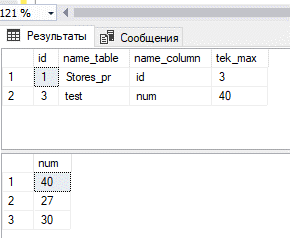 121 %
Результаты Сообщения
id name_table name_column tek_max
1 1 Stores_pr id 3
2 3 test num 40
num
1 40
2 27
3 30